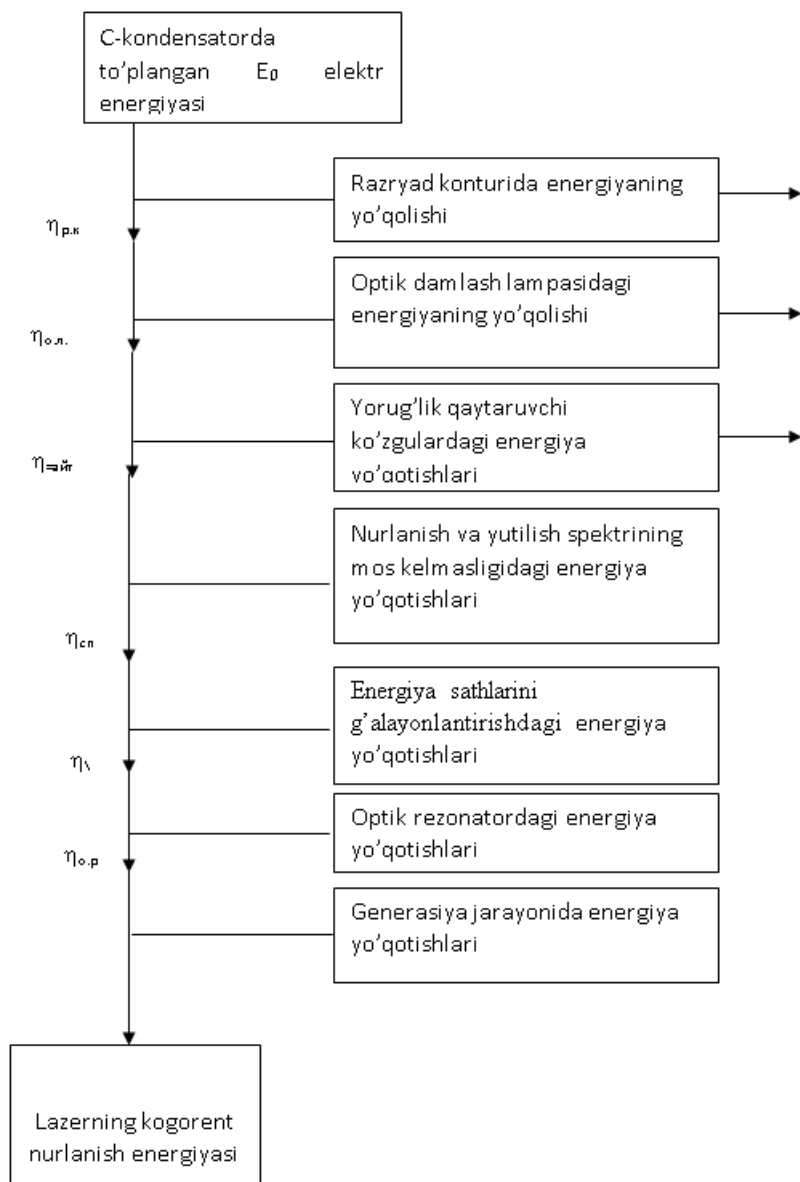 C-kondensatorda
to’plangan E₀ elektr
energiyasi
Razryad konturida energiyaning
yo’qolishi
η р.к
Optik damlash lampasidagi
energiyaning yo’qolishi
η о.л.
Yorug’lik qaytaruvchi
ko’zgulardagi energiya
yo’qotishlari
η
Nurlanish va yutilish spektrining
mos kelmasligidagi energiya
yo’qotishlari
η сп
Energiya sathlarini
g’alayonlantirishdagi energiya
yo’qotishlari
η \
Optik rezonatordagi energiya
yo’qotishlari
η о.р
Generasiya jarayonida energiya
yo’qotishlari
Lazerning kogorent
nurlanish energiyasi